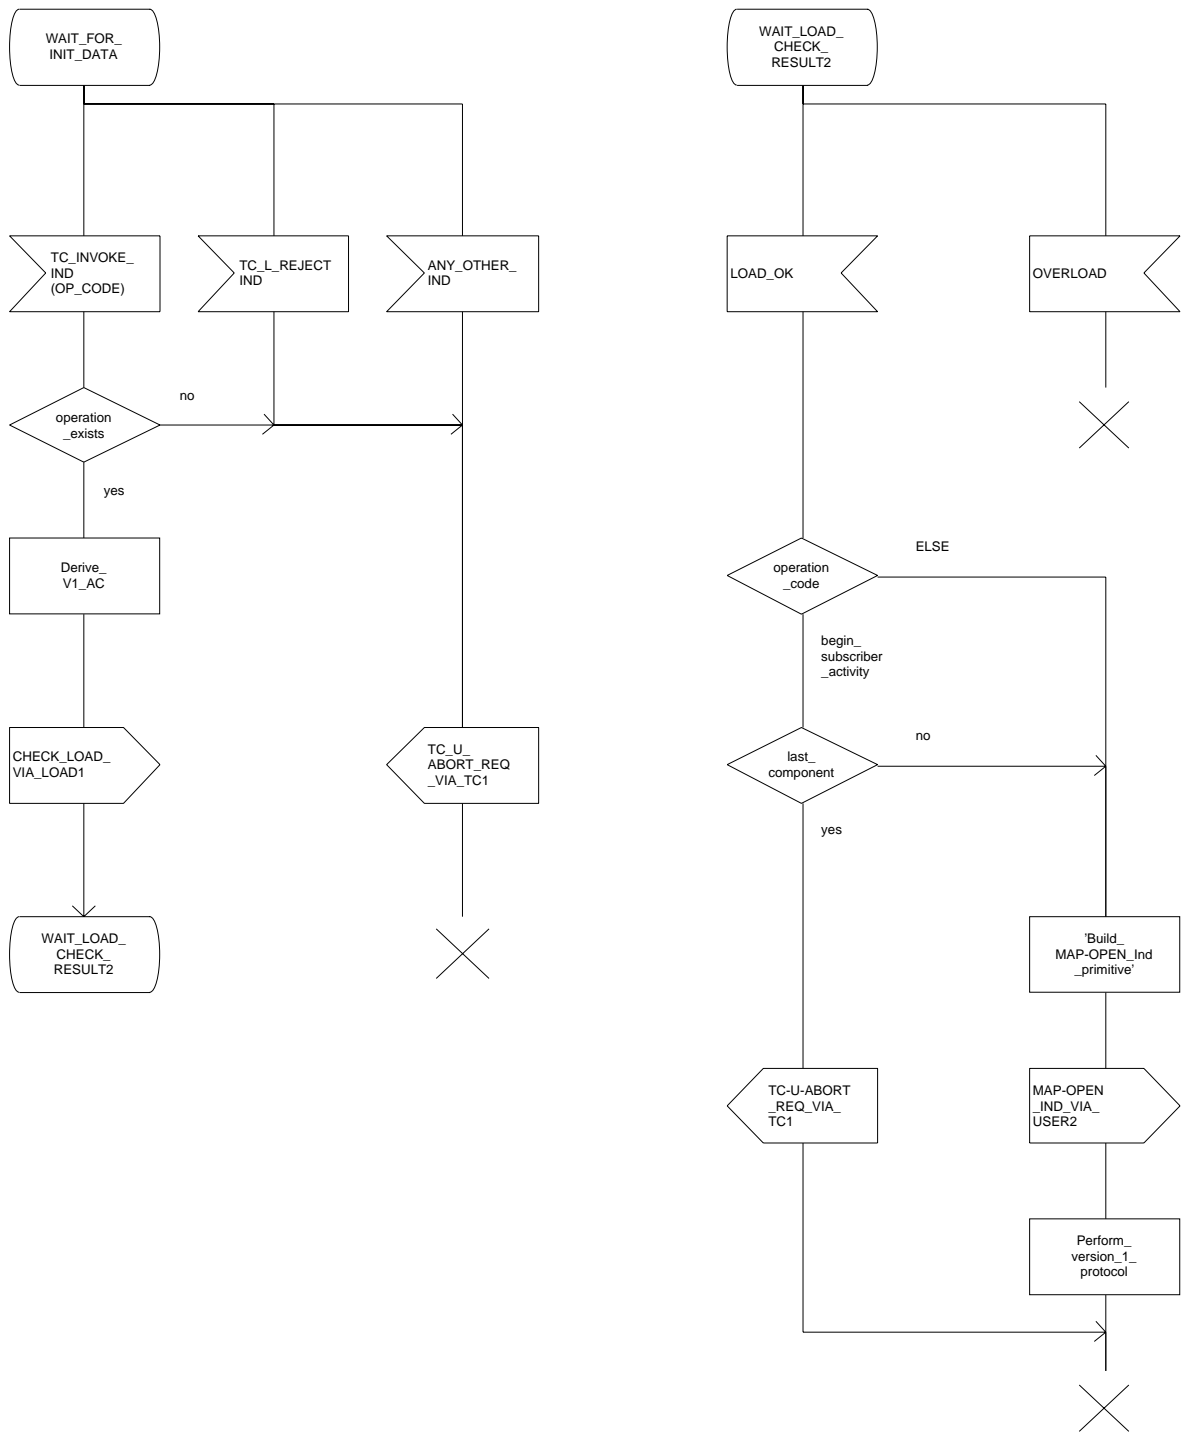 WAIT_FOR_
INIT_DATA
TC_INVOKE_
IND
(OP_CODE)
TC_L_REJECT
IND
ANY_OTHER_
IND
operation
_exists
no
yes
Derive_
V1_AC
CHECK_LOAD_
VIA_LOAD1
TC_U_
ABORT_REQ
_VIA_TC1
WAIT_LOAD_
CHECK_
RESULT2
WAIT_LOAD_
CHECK_
RESULT2
LOAD_OK
OVERLOAD
operation
_code
ELSE
begin_
subscriber
_activity
last_
component
no
yes
'Build_
MAP-OPEN_Ind
_primitive'
TC-U-ABORT
_REQ_VIA_
TC1
MAP-OPEN
_IND_VIA_
USER2
Perform_
version_1_
protocol